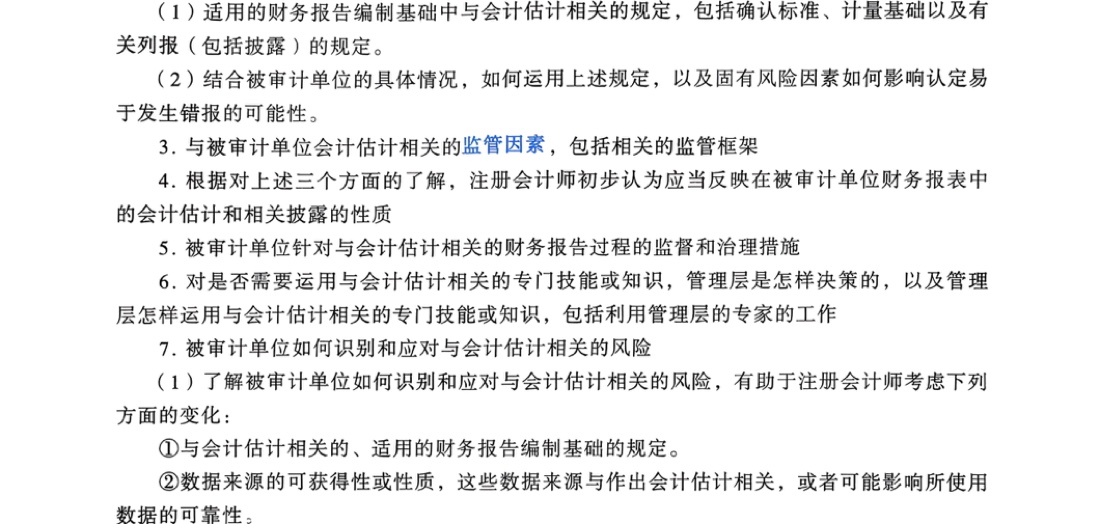 （1）适用的财务报告编制基础中与会计估计相关的规定，包括确认标准、计量基础以及有
关列报（包括披露）的规定。
（2）结合被审计单位的具体情况，如何运用上述规定，以及固有风险因素如何影响认定易
于发生错报的可能性。
3. 与被审计单位会计估计相关的监管因素，包括相关的监管框架
4. 根据对上述三个方面的了解，注册会计师初步认为应当反映在被审计单位财务报表中
的会计估计和相关披露的性质
5. 被审计单位针对与会计估计相关的财务报告过程的监督和治理措施
6. 对是否需要运用与会计估计相关的专门技能或知识，管理层是怎样决策的，以及管理
层怎样运用与会计估计相关的专门技能或知识，包括利用管理层的专家的工作
7. 被审计单位如何识别和应对与会计估计相关的风险
（1）了解被审计单位如何识别和应对与会计估计相关的风险，有助于注册会计师考虑下列
方面的变化：
①与会计估计相关的、适用的财务报告编制基础的规定。
②数据来源的可获得性或性质，这些数据来源与作出会计估计相关，或者可能影响所使用
数据的可靠性。